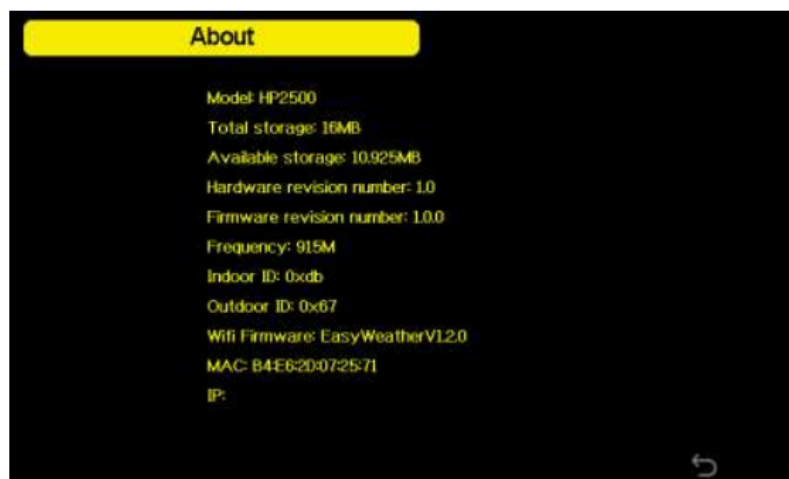 About
Model: HP2500
Total storage: 16MB
Available storage: 10.925MB
Hardware revision number: 1.0
Firmware revision number: 1.0.0
Frequency: 915M
Indoor ID: 0xdb
Outdoor ID: 0x67
Wifi Firmware: EasyWeatherV1.2.0
MAC: B4:E6:2D:07:25:71
IP: